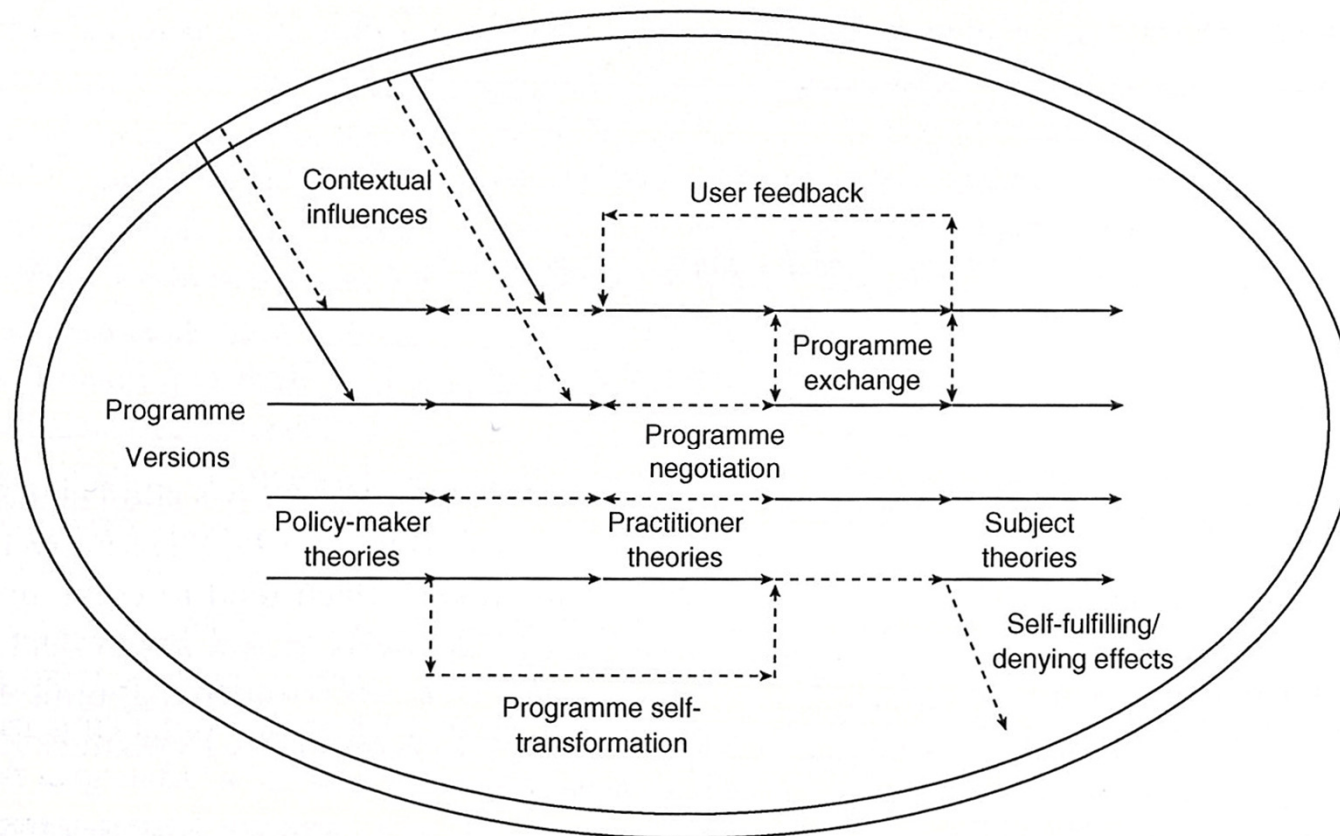 Contextual
influences
User feedback
Programme
exchange
Programme
Versions
Programme
negotiation
Policy-maker
theories
Practitioner
theories
Subject
theories
Self-fulfilling/
denying effects
Programme self-
transformation